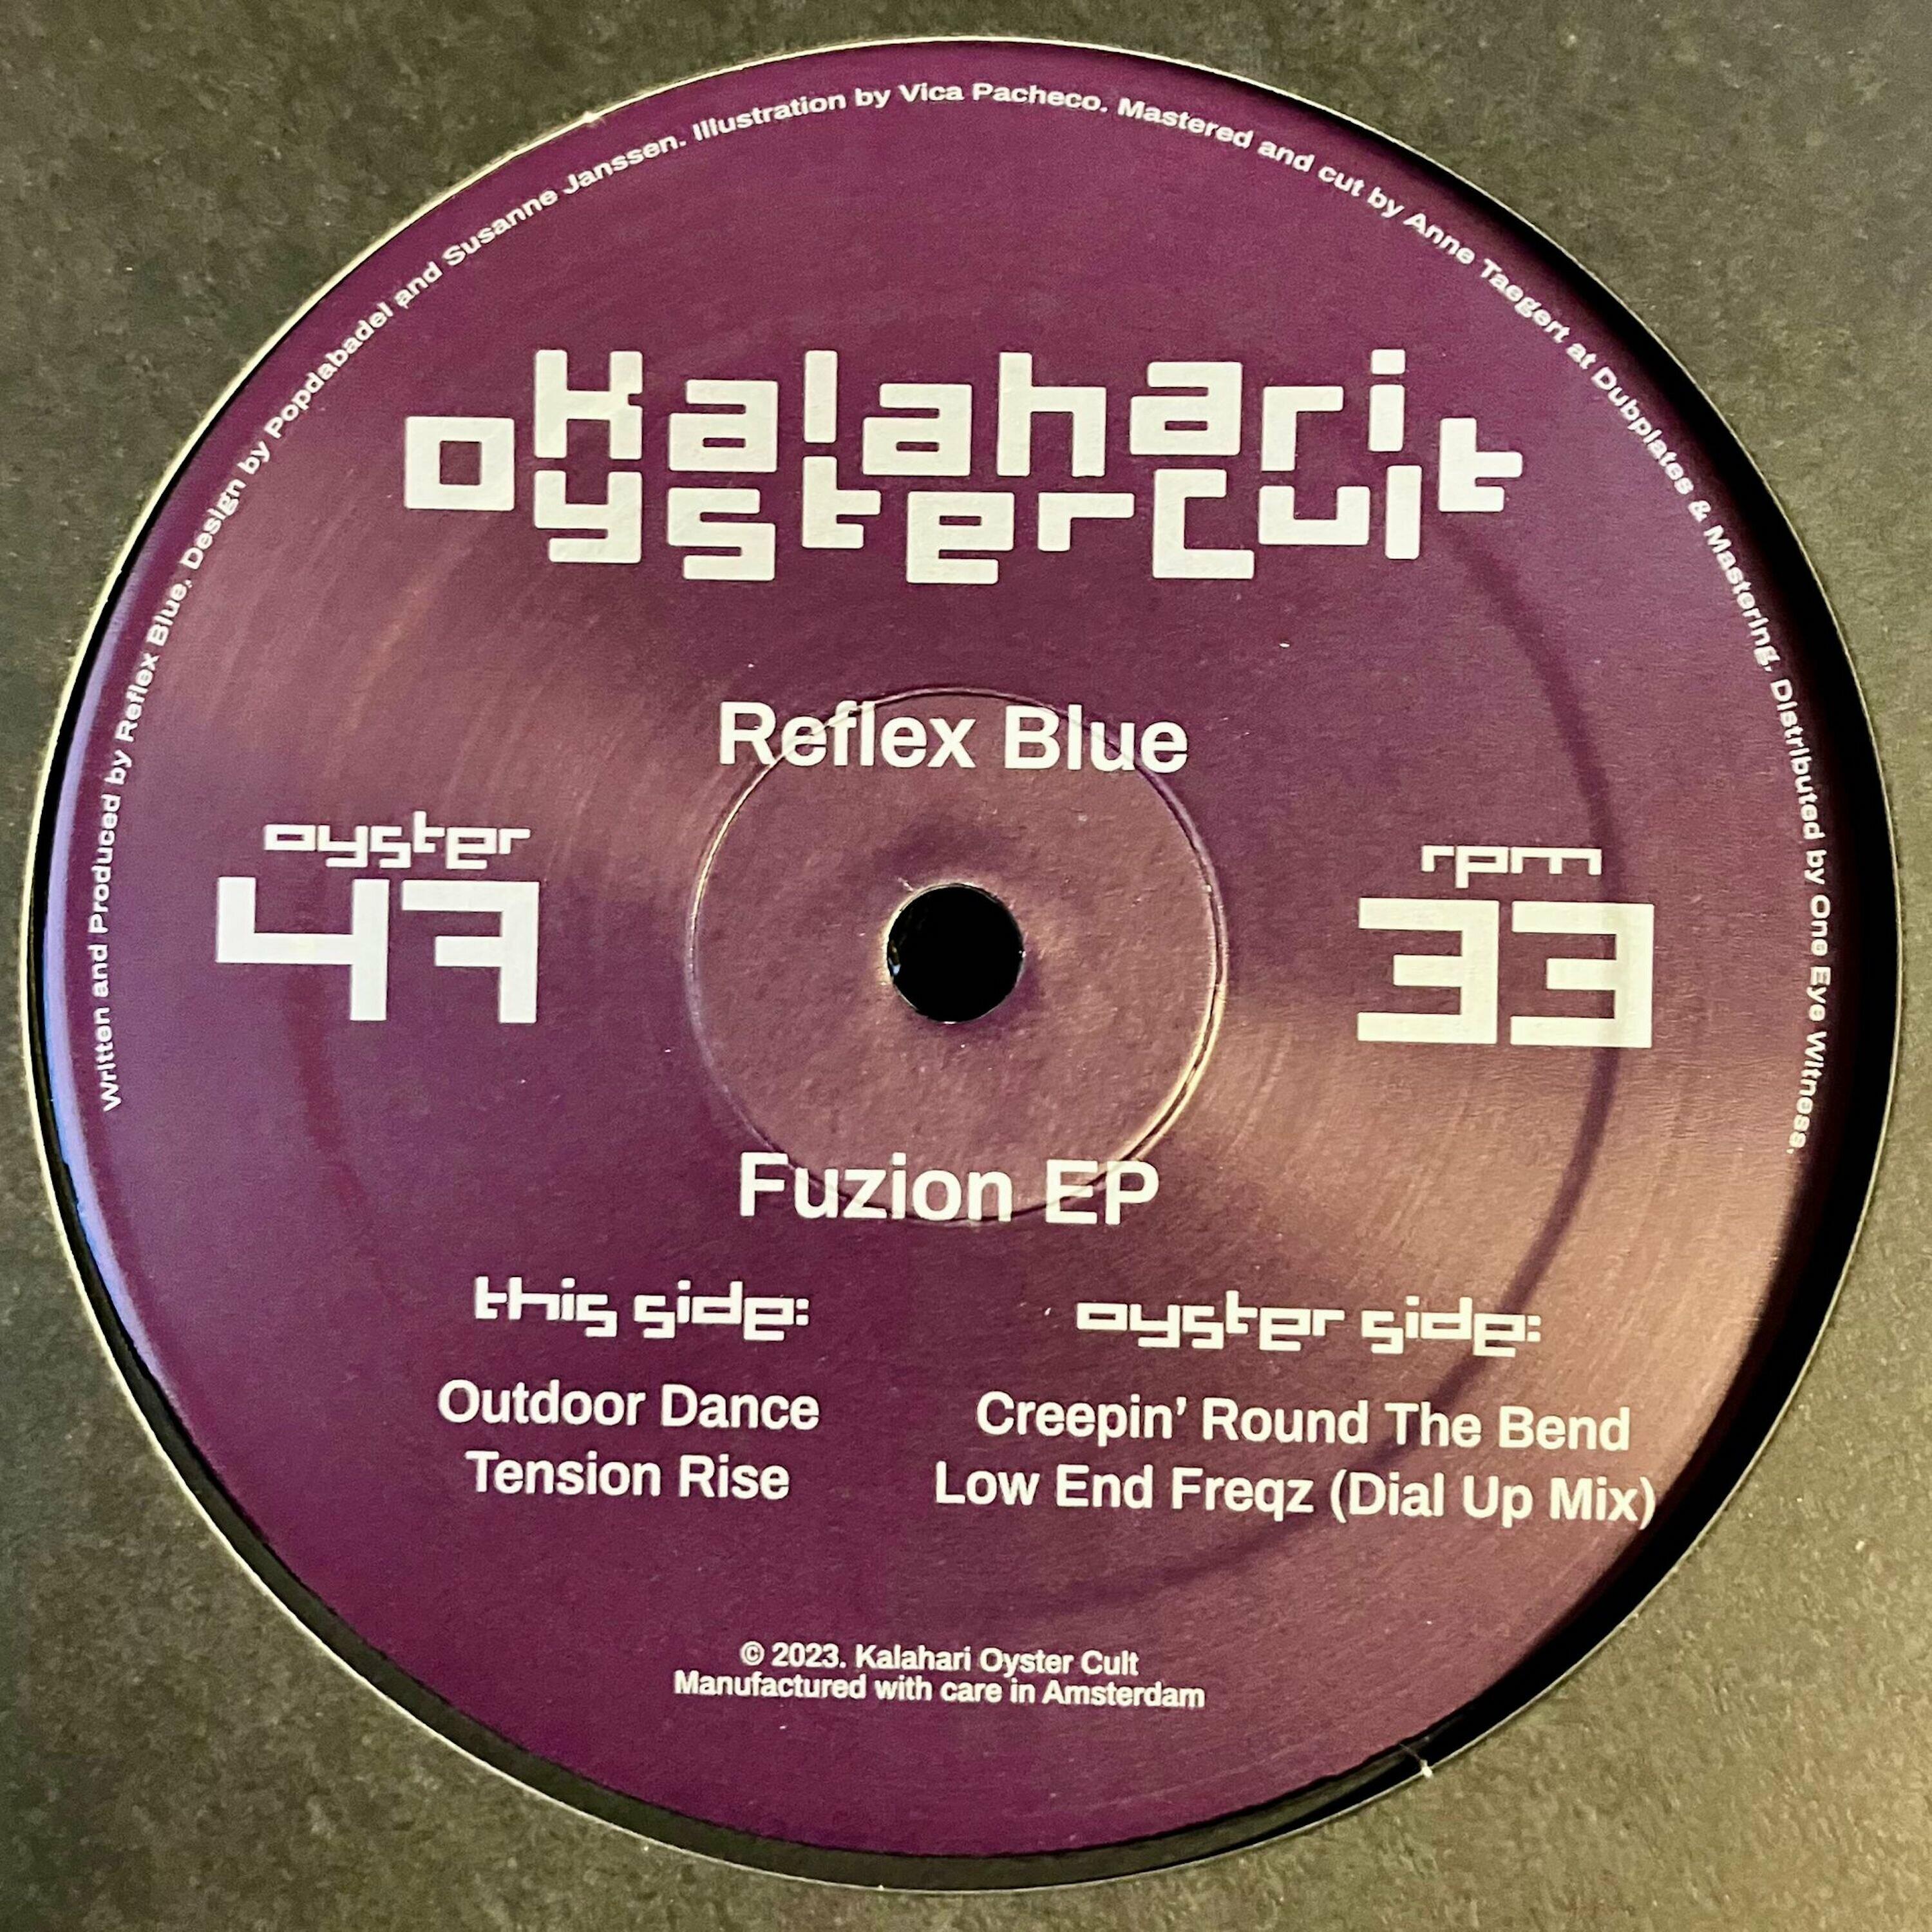 Written and Produced by Reflex Blue. Design by Popdabadel and Susanne Janssen. Illustration by Vica Pacheco. Mastered and cut by Anne Taegert at Dubplates & Mastering. Distributed by One Eye Witness.
Kalahari
oysterCult
Reflex Blue
oyster
47
rpm
33
Fuzion EP
this side:
Outdoor Dance
Tension Rise
oyster side:
Creepin’ Round The Bend
Low End Freqz (Dial Up Mix)
© 2023. Kalahari Oyster Cult
Manufactured with care in Amsterdam